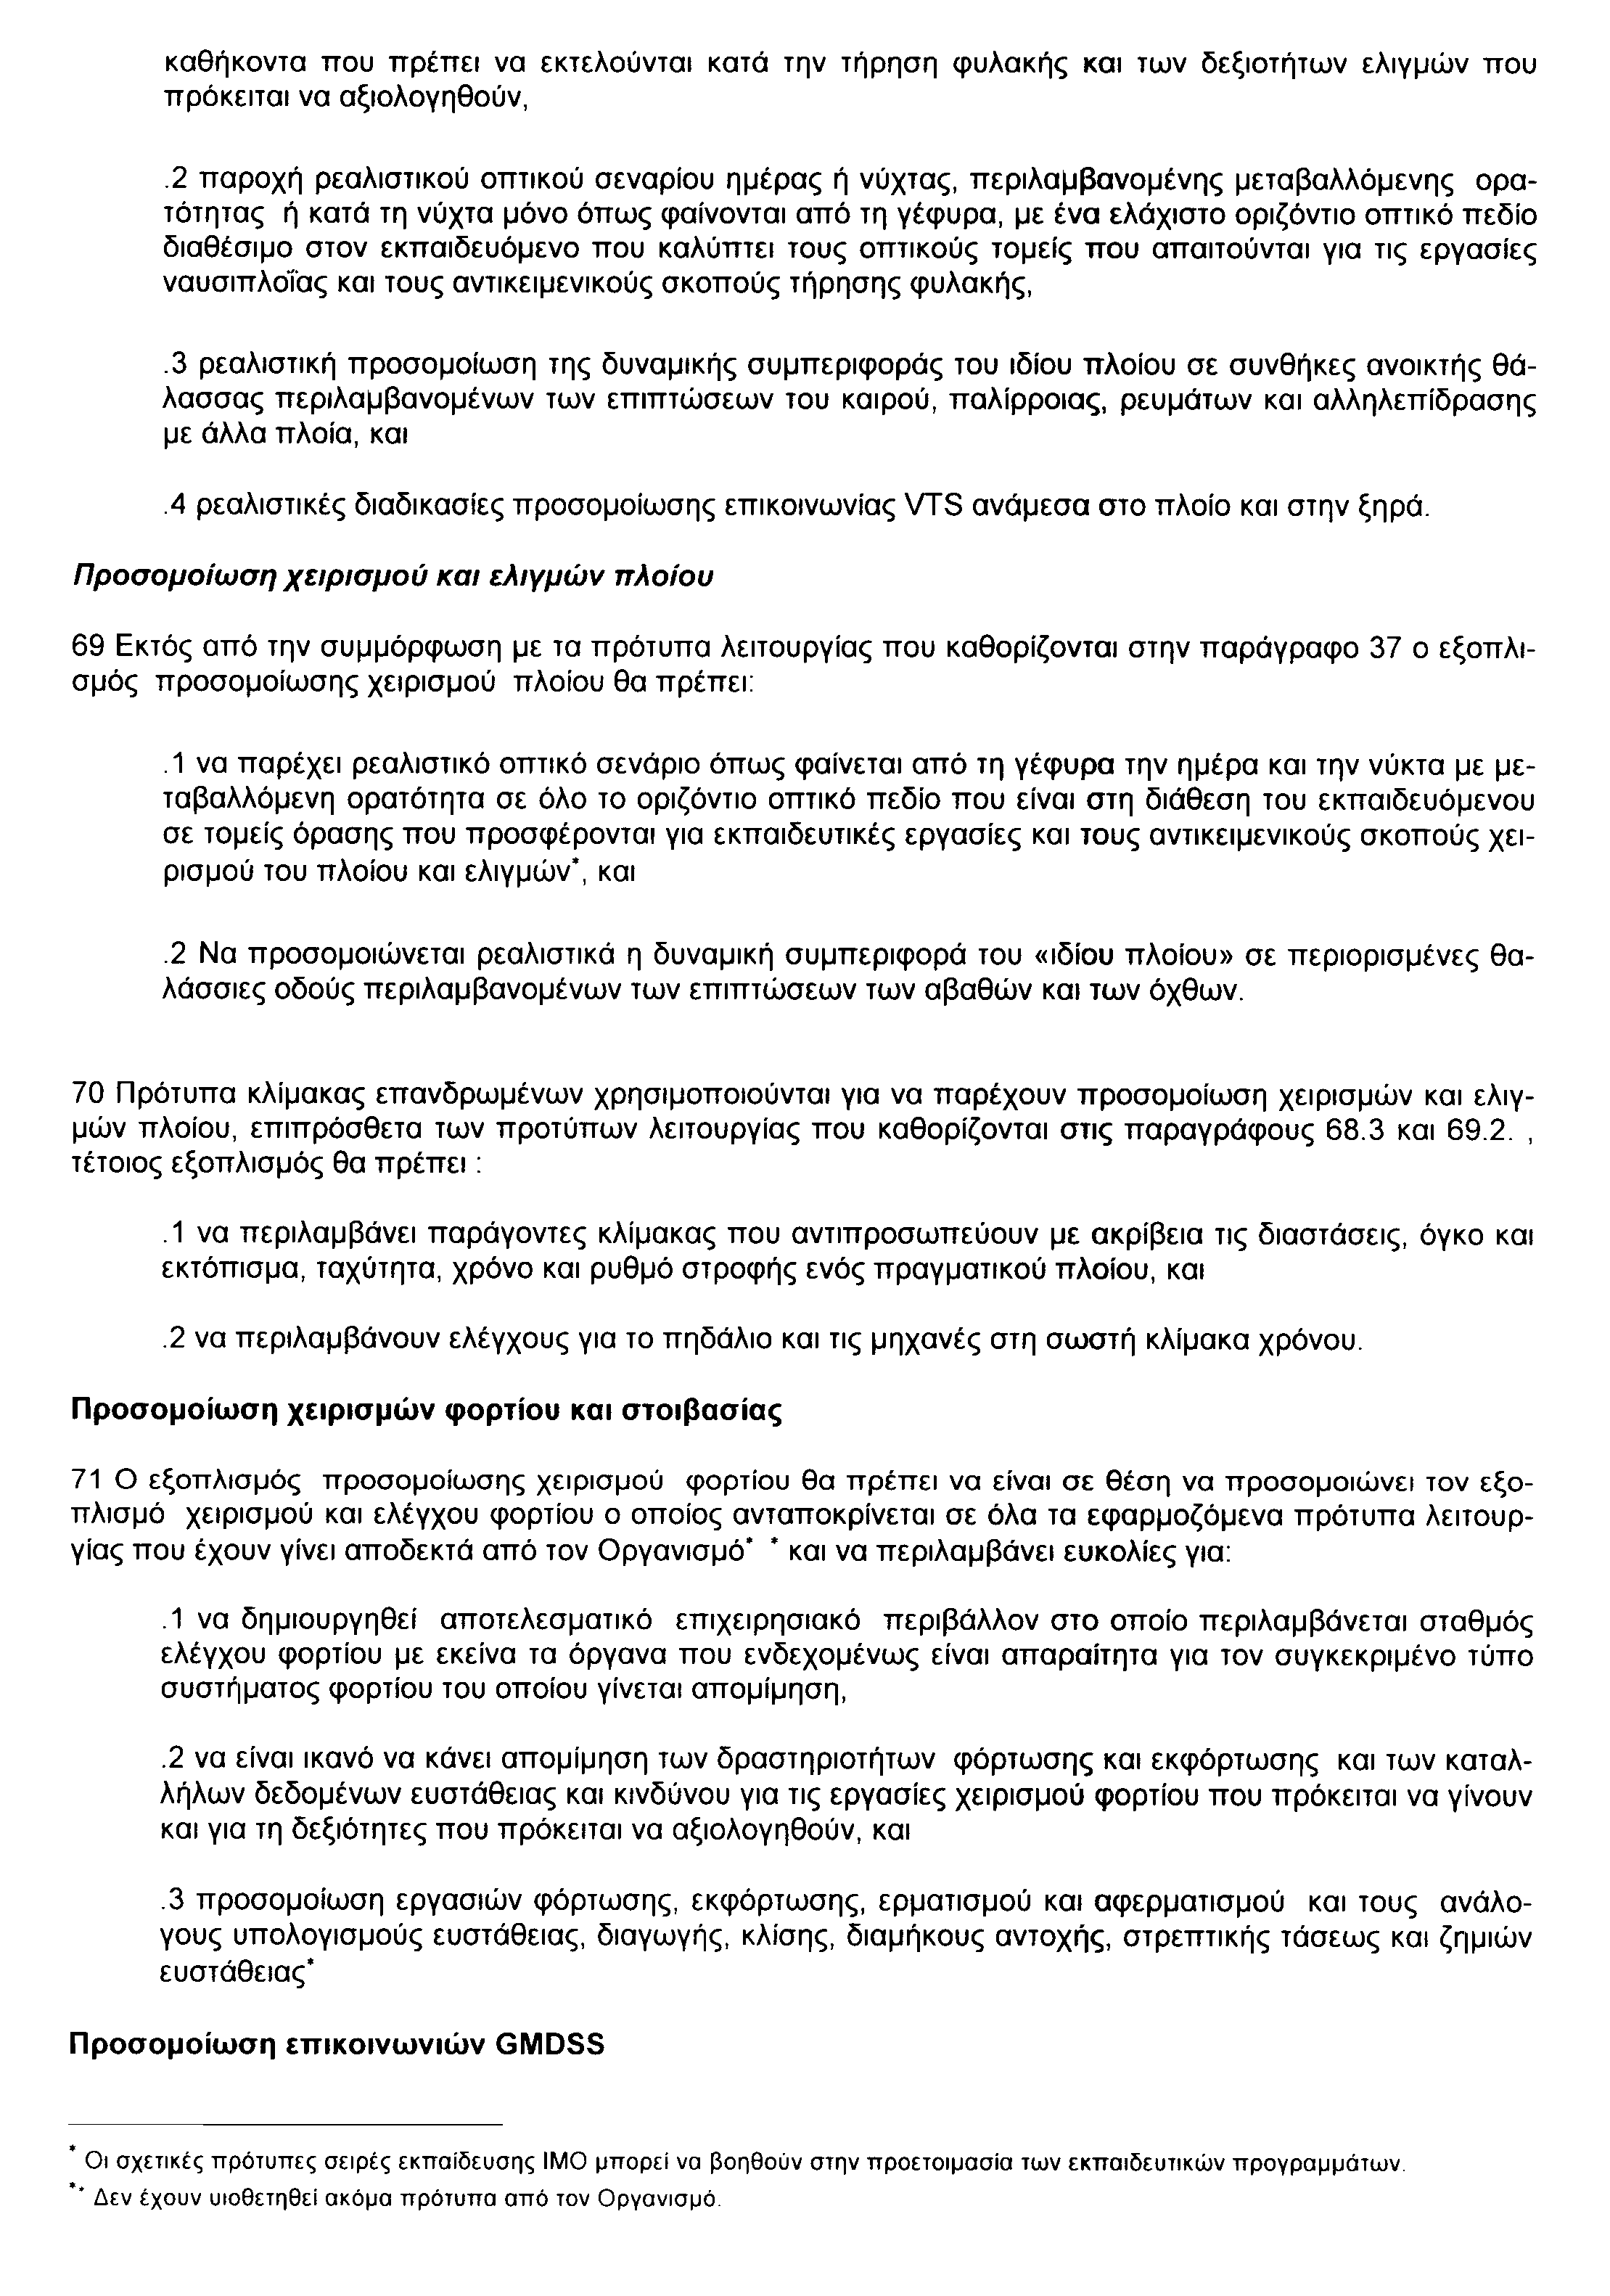 καθήκοντα που πρέπει να εκτελούνται κατά την τήρηση φυλακής και των δεξιοτήτων ελιγμών που
πρόκειται να αξιολογηθούν,
.2 παροχή ρεαλιστικού οπτικού σεναρίου ημέρας ή νύχτας, περιλαμβανομένης μεταβαλλόμενης ορα-
τότητας ή κατά τη νύχτα μόνο όπως φαίνονται από τη γέφυρα, με ένα ελάχιστο οριζόντιο οπτικό πεδίο
διαθέσιμο στον εκπαιδευόμενο που καλύπτει τους οπτικούς τομείς που απαιτούνται για τις εργασίες
ναυσιπλοΐας και τους αντικειμενικούς σκοπούς τήρησης φυλακής,
.3 ρεαλιστική προσομοίωση της δυναμικής συμπεριφοράς του ιδίου πλοίου σε συνθήκες ανοικτής θά-
λασσας περιλαμβανομένων των επιπτώσεων του καιρού, παλίρροιας, ρευμάτων και αλληλεπίδρασης
με άλλα πλοία, και
.4 ρεαλιστικές διαδικασίες προσομοίωσης επικοινωνίας VTS ανάμεσα στο πλοίο και στην ξηρά.
Προσομοίωση χειρισμού και ελιγμών πλοίου
69 Εκτός από την συμμόρφωση με τα πρότυπα λειτουργίας που καθορίζονται στην παράγραφο 37 ο εξοπλι-
σμός προσομοίωσης χειρισμού πλοίου θα πρέπει:
.1 να παρέχει ρεαλιστικό οπτικό σενάριο όπως φαίνεται από τη γέφυρα την ημέρα και την νύκτα με με-
ταβαλλόμενη ορατότητα σε όλο το οριζόντιο οπτικό πεδίο που είναι στη διάθεση του εκπαιδευόμενου
σε τομείς όρασης που προσφέρονται για εκπαιδευτικές εργασίες και τους αντικειμενικούς σκοπούς χει-
ρισμού του πλοίου και ελιγμών*, και
.2 Να προσομοιώνεται ρεαλιστικά η δυναμική συμπεριφορά του «ιδίου πλοίου» σε περιορισμένες θα-
λάσσιες οδούς περιλαμβανομένων των επιπτώσεων των αβαθών και των όχθων.
70 Πρότυπα κλίμακας επανδρωμένων χρησιμοποιούνται για να παρέχουν προσομοίωση χειρισμών και ελιγ-
μών πλοίου, επιπρόσθετα των προτύπων λειτουργίας που καθορίζονται στις παραγράφους 68.3 και 69.2. ,
τέτοιος εξοπλισμός θα πρέπει :
.1 να περιλαμβάνει παράγοντες κλίμακας που αντιπροσωπεύουν με ακρίβεια τις διαστάσεις, όγκο και
εκτόπισμα, ταχύτητα, χρόνο και ρυθμό στροφής ενός πραγματικού πλοίου, και
.2 να περιλαμβάνουν ελέγχους για το πηδάλιο και τις μηχανές στη σωστή κλίμακα χρόνου.
Προσομοίωση χειρισμών φορτίου και στοιβασίας
71 Ο εξοπλισμός προσομοίωσης χειρισμού φορτίου θα πρέπει να είναι σε θέση να προσομοιώνει τον εξο-
πλισμό χειρισμού και ελέγχου φορτίου ο οποίος ανταποκρίνεται σε όλα τα εφαρμοζόμενα πρότυπα λειτουρ-
γίας που έχουν γίνει αποδεκτά από τον Οργανισμό* * και να περιλαμβάνει ευκολίες για:
.1 να δημιουργηθεί αποτελεσματικό επιχειρησιακό περιβάλλον στο οποίο περιλαμβάνεται σταθμός
ελέγχου φορτίου με εκείνα τα όργανα που ενδεχομένως είναι απαραίτητα για τον συγκεκριμένο τύπο
συστήματος φορτίου του οποίου γίνεται απομίμηση,
.2 να είναι ικανό να κάνει απομίμηση των δραστηριοτήτων φόρτωσης και εκφόρτωσης και των καταλ-
λήλων δεδομένων ευστάθειας και κινδύνου για τις εργασίες χειρισμού φορτίου που πρόκειται να γίνουν
και για τη δεξιότητες που πρόκειται να αξιολογηθούν, και
.3 προσομοίωση εργασιών φόρτωσης, εκφόρτωσης, ερματισμού και αφερματισμού και τους ανάλο-
γους υπολογισμούς ευστάθειας, διαγωγής, κλίσης, διαμήκους αντοχής, στρεπτικής τάσεως και ζημιών
ευστάθειας*
Προσομοίωση επικοινωνιών GMDSS
* Οι σχετικές πρότυπες σειρές εκπαίδευσης ΙΜΟ μπορεί να βοηθούν στην προετοιμασία των εκπαιδευτικών προγραμμάτων.
** Δεν έχουν υιοθετηθεί ακόμα πρότυπα από τον Οργανισμό.